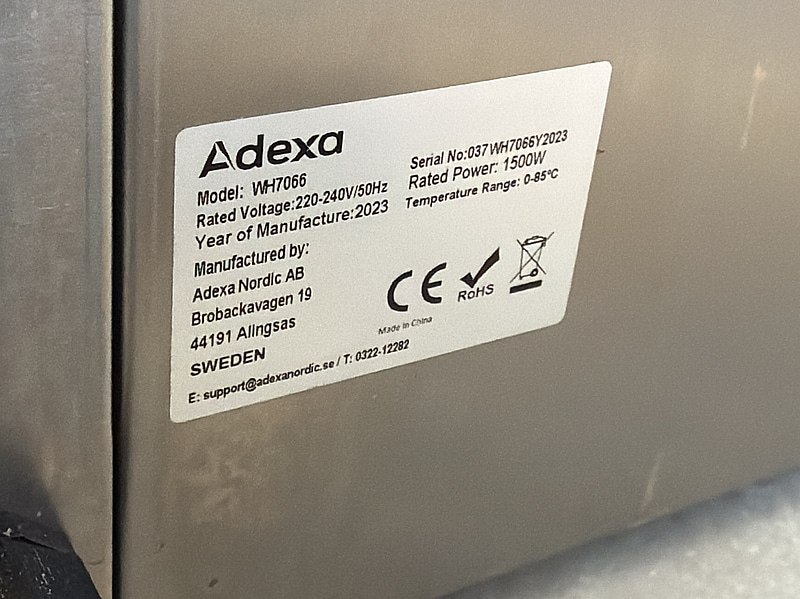 Adexa
Model: WH7066
Rated Voltage:220-240V/50Hz
Year of Manufacture:2023
Serial No:037WH7066Y2023
Rated Power: 1500W
Temperature Range: 0-85°C
Manufactured by:
Adexa Nordic AB
Brobackavagen 19
44191 Alingsas
SWEDEN
CE
RoHS
Made In China
E: support@adexanordic.se / T: 0322-12282